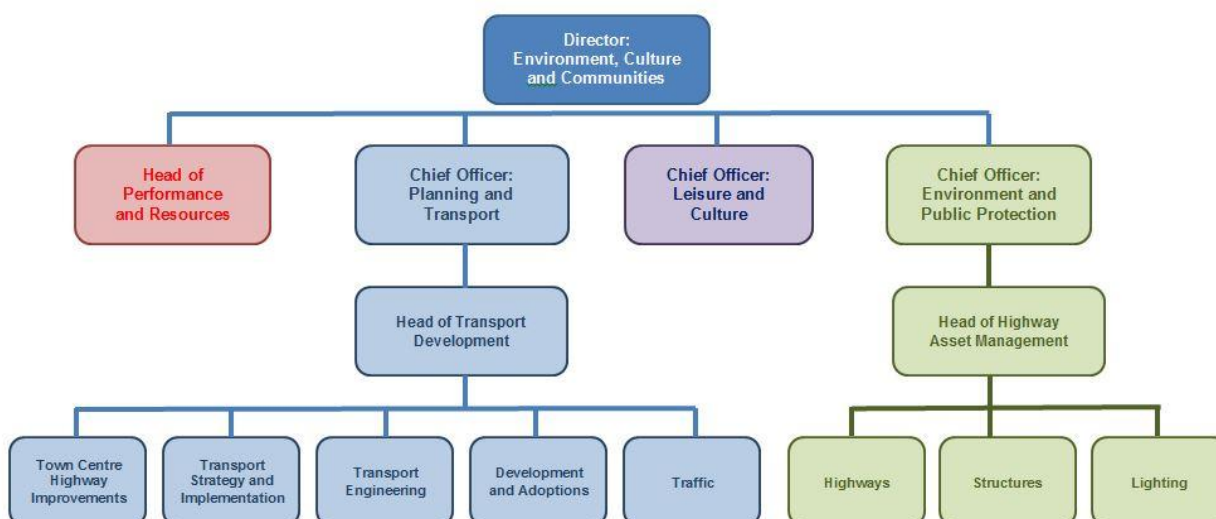 Director:
Environment, Culture
and Communities
Head of
Performance
and Resources
Chief Officer:
Planning and
Transport
Chief Officer:
Leisure and
Culture
Chief Officer:
Environment and
Public Protection
Head of Transport
Development
Head of Highway
Asset Management
Town Centre
Highway
Improvements
Transport
Strategy and
Implementation
Transport
Engineering
Development
and Adoptions
Traffic
Highways
Structures
Lighting